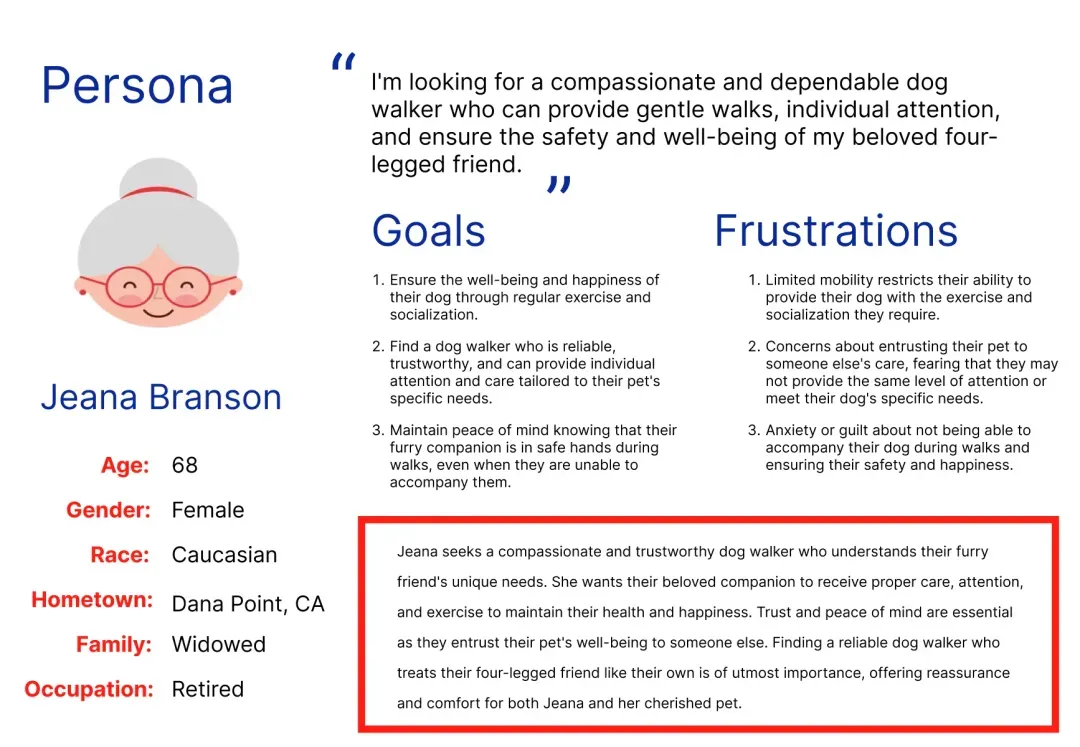 Persona
“
I'm looking for a compassionate and dependable dog
walker who can provide gentle walks, individual attention,
and ensure the safety and well-being of my beloved four-
legged friend.
”
Jeana Branson
Age: 68
Gender: Female
Race: Caucasian
Hometown: Dana Point, CA
Family: Widowed
Occupation: Retired
Goals
1. Ensure the well-being and happiness of
their dog through regular exercise and
socialization.
2. Find a dog walker who is reliable,
trustworthy, and can provide individual
attention and care tailored to their pet's
specific needs.
3. Maintain peace of mind knowing that their
furry companion is in safe hands during
walks, even when they are unable to
accompany them.
Frustrations
1. Limited mobility restricts their ability to
provide their dog with the exercise and
socialization they require.
2. Concerns about entrusting their pet to
someone else's care, fearing that they may
not provide the same level of attention or
meet their dog's specific needs.
3. Anxiety or guilt about not being able to
accompany their dog during walks and
ensuring their safety and happiness.
Jeana seeks a compassionate and trustworthy dog walker who understands their furry
friend's unique needs. She wants their beloved companion to receive proper care, attention,
and exercise to maintain their health and happiness. Trust and peace of mind are essential
as they entrust their pet's well-being to someone else. Finding a reliable dog walker who
treats their four-legged friend like their own is of utmost importance, offering reassurance
and comfort for both Jeana and her cherished pet.